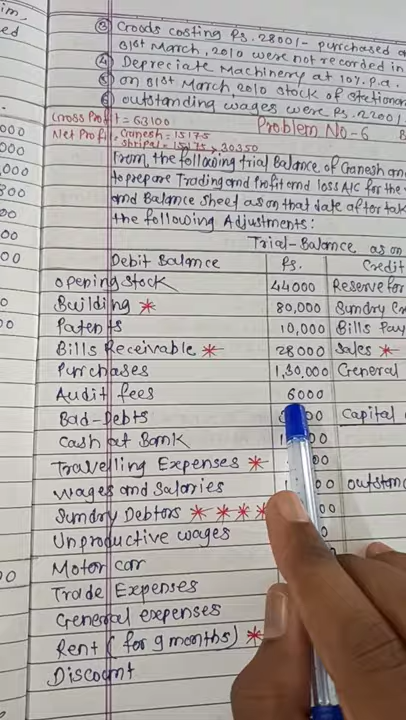 ③ Goods costing Rs. 2800/- purchased
31st March, 2010 were not recorded in
④ Depreciate Machinery at 10% p.a.
⑤ on 31st March, 2010 stock of stationar
⑥ outstanding wages were Rs. 2200/-
Gross Profit = 63100
Problem No-6
Net Profit - Ganesh = 15175
Shripal = 15175 > 30350
From, the following trial Balance of Ganesh and
to prepare Trading and Profit and loss A/c for the
and Balance sheet as on that date after tak
the following Adjustments:
Trial-Balance as on
Debit Balance Rs. Credit
opening stock 44000 Reserve for
Building * 80,000 Sundry Cr
Patents 10,000 Bills Pay
Bills Receivable * 28000 Sales *
Purchases 1,30,000 General
Audit fees 6000
Bad-Debts Capital
Cash at Bank
Travelling Expenses *
Wages and Salaries outstan
Sundry Debtors * * * *
Unproductive wages
Motor car
Trade Expenses
General expenses
Rent (for 9 months) *
Discount